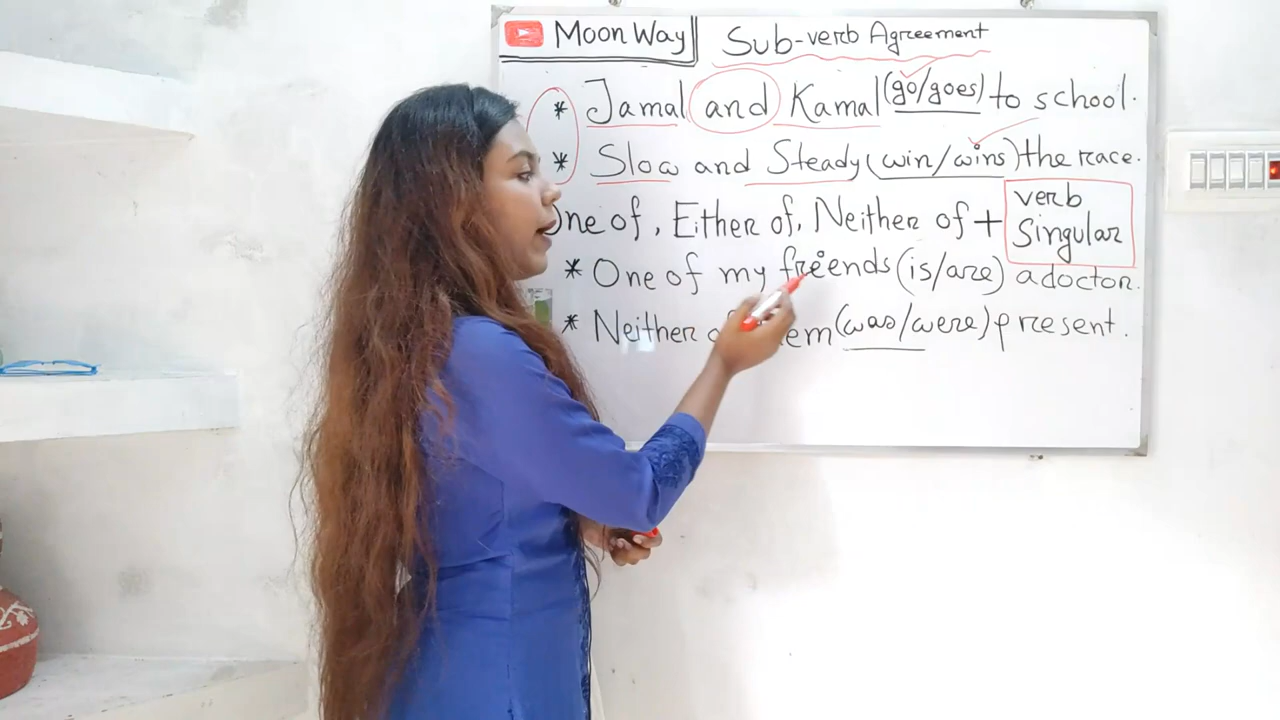 Moon Way
Sub-verb Agreement
* Jamal and Kamal (go/goes) to school.
* Slow and Steady (win/wins) the race.
One of, Either of, Neither of + verb Singular
* One of my friends (is/are) a doctor.
* Neither (was/were) present.